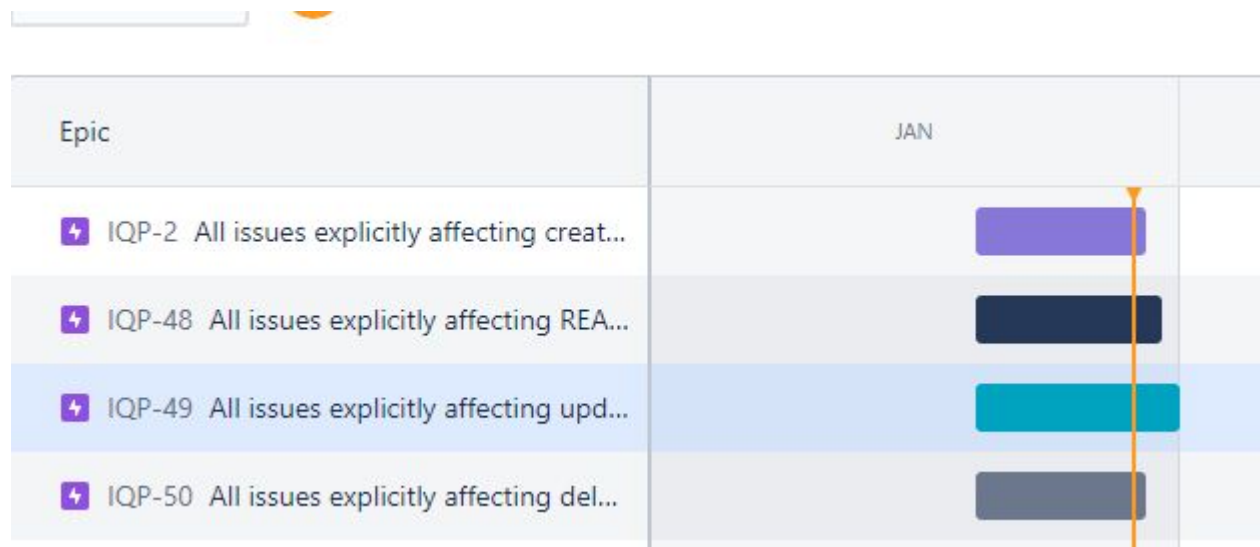 Epic
JAN
IQP-2 All issues explicitly affecting creat...
IQP-48 All issues explicitly affecting REA...
IQP-49 All issues explicitly affecting upd...
IQP-50 All issues explicitly affecting del...